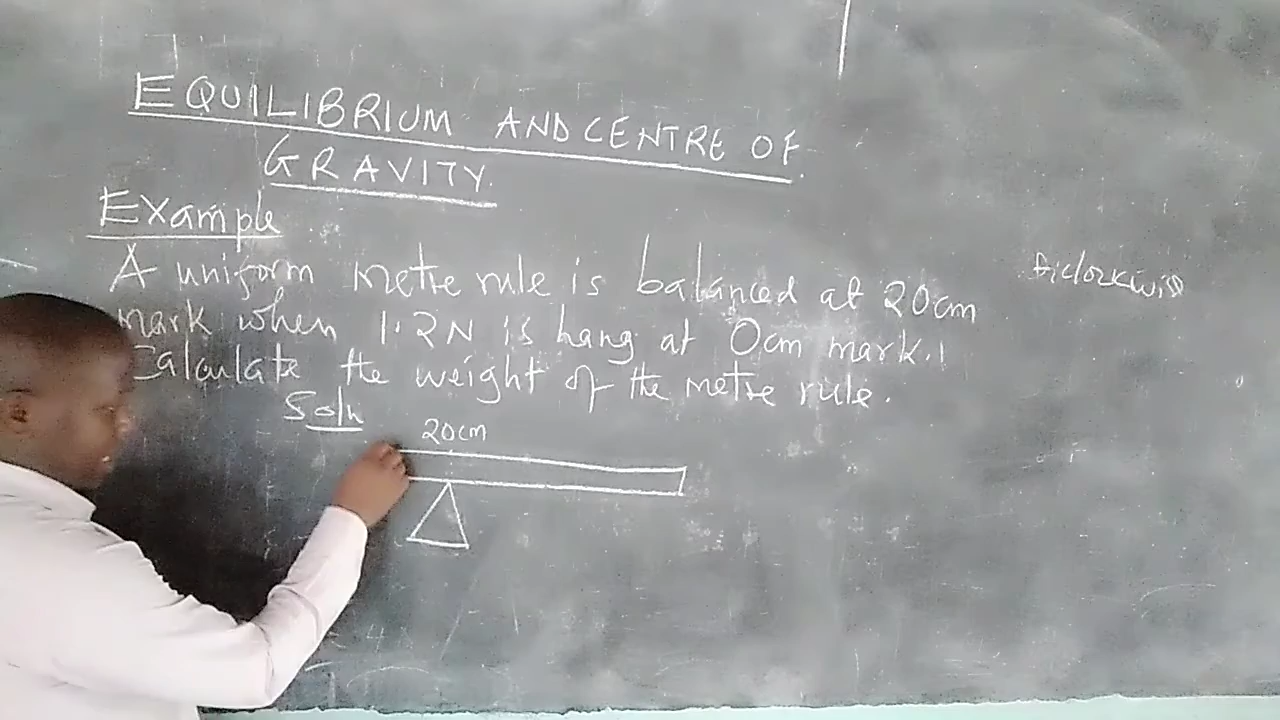 EQUILIBRIUM AND CENTRE OF
GRAVITY.
Example
A uniform metre rule is balanced at 20cm
mark when 1.2N is hang at 0cm mark.
Calculate the weight of the metre rule.
Soln
20cm